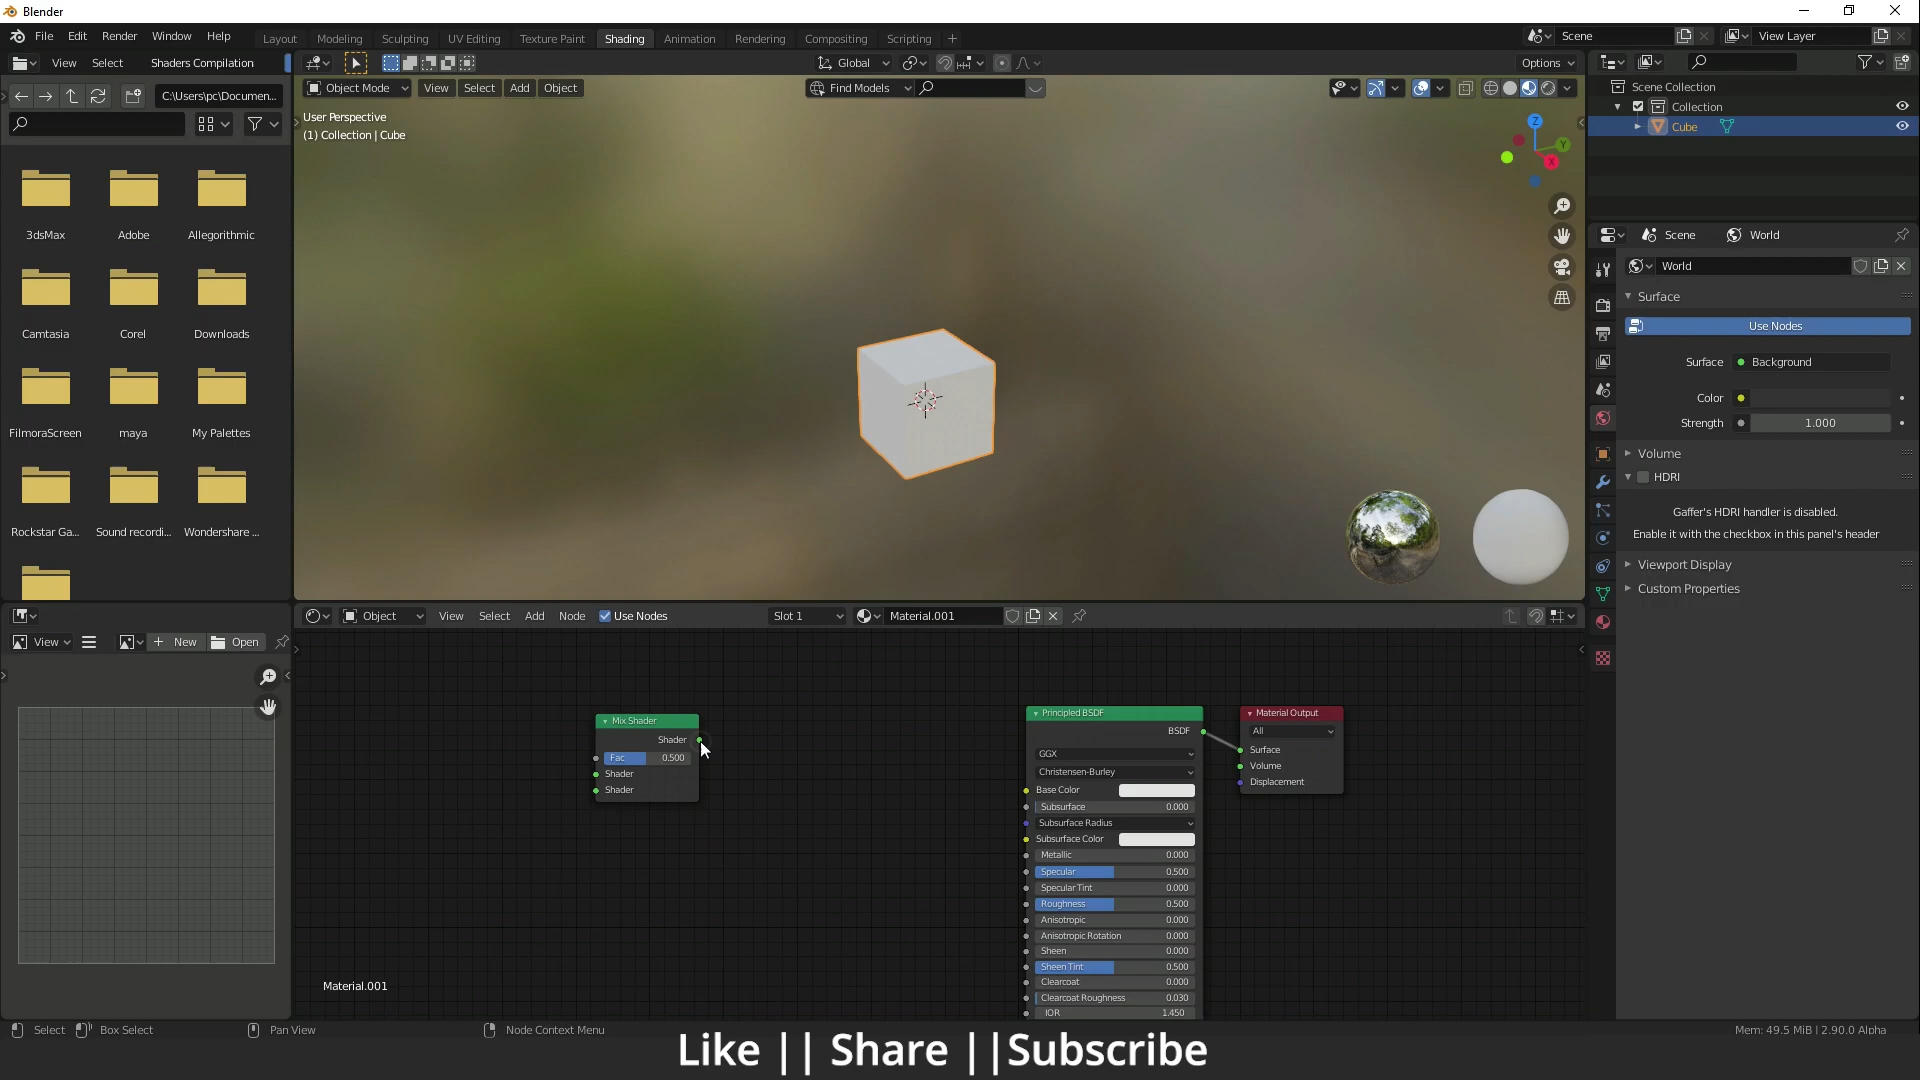 Blender
File Edit Render Window Help
Layout Modeling Sculpting UV Editing Texture Paint Shading Animation Rendering Compositing Scripting +
Scene
View Layer
View Select Shaders Compilation
Global
Options
C:\Users\pc\Documen...
Object Mode View Select Add Object
Find Models
User Perspective
(1) Collection | Cube
Z
Y
X
Scene Collection
Collection
Cube
3dsMax Adobe Allegorithmic
Camtasia Corel Downloads
FilmoraScreen maya My Palettes
Rockstar Ga... Sound recordi... Wondershare ...
Scene World
World
Surface
Use Nodes
Surface Background
Color
Strength 1.000
Volume
HDRI
Gaffer's HDRI handler is disabled.
Enable it with the checkbox in this panel's header
Viewport Display
Custom Properties
Object View Select Add Node Use Nodes Slot 1 Material.001
View + New Open
Mix Shader
Shader
Fac 0.500
Shader
Shader
Principled BSDF
BSDF
GGX
Christensen-Burley
Base Color
Subsurface 0.000
Subsurface Radius
Subsurface Color
Metallic 0.000
Specular 0.500
Specular Tint 0.000
Roughness 0.500
Anisotropic 0.000
Anisotropic Rotation 0.000
Sheen 0.000
Sheen Tint 0.500
Clearcoat 0.000
Clearcoat Roughness 0.030
IOR 1.450
Material Output
All
Surface
Volume
Displacement
Material.001
Select Box Select Pan View Node Context Menu
Mem: 49.5 MiB | 2.90.0 Alpha
Like || Share ||Subscribe